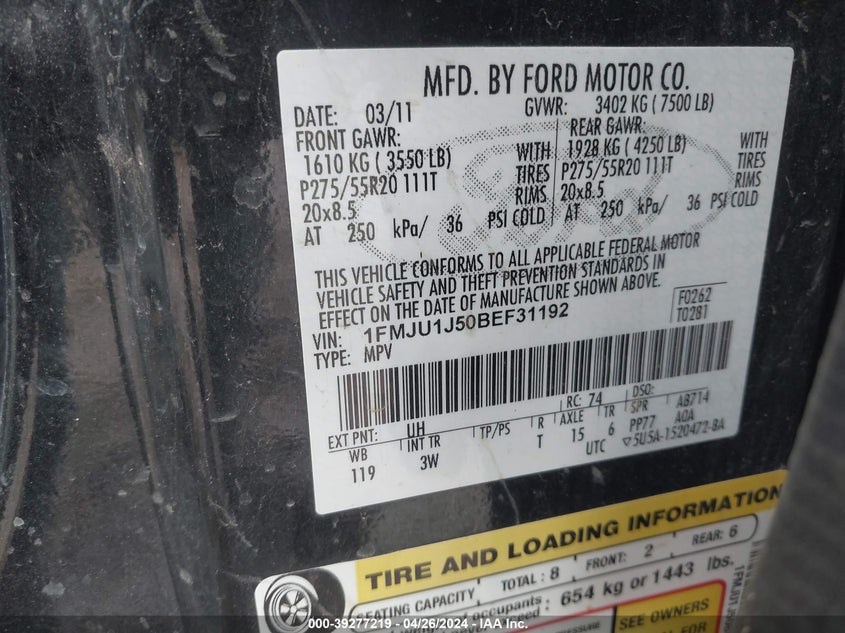 MFD. BY FORD MOTOR CO.
DATE: 03/11 GVWR: 3402 KG ( 7500 LB)
FRONT GAWR: REAR GAWR:
1610 KG ( 3550 LB) WITH 1928 KG ( 4250 LB) WITH
P275/55R20 111T TIRES P275/55R20 111T TIRES
20x8.5 RIMS 20x8.5 RIMS
AT 250 kPa/ 36 PSI COLD AT 250 kPa/ 36 PSI COLD
THIS VEHICLE CONFORMS TO ALL APPLICABLE FEDERAL MOTOR
VEHICLE SAFETY AND THEFT PREVENTION STANDARDS IN
EFFECT ON THE DATE OF MANUFACTURE SHOWN ABOVE.
VIN: 1FMJU1J50BEF31192 F0262
TYPE: MPV T0281
EXT PNT: UH RC: 74 DSO:
WB INT TR TP/PS R AXLE TR SPR AB714
119 3W T 15 6 PP77 AOA
UTC ▽5U5A-1520472-BA
TIRE AND LOADING INFORMATION
SEATING CAPACITY TOTAL : 8 FRONT: 2 REAR: 6
occupants : 654 kg or 1443 lbs.
SEE OWNERS
000-39277219 - 04/26/2024 - IAA Inc.